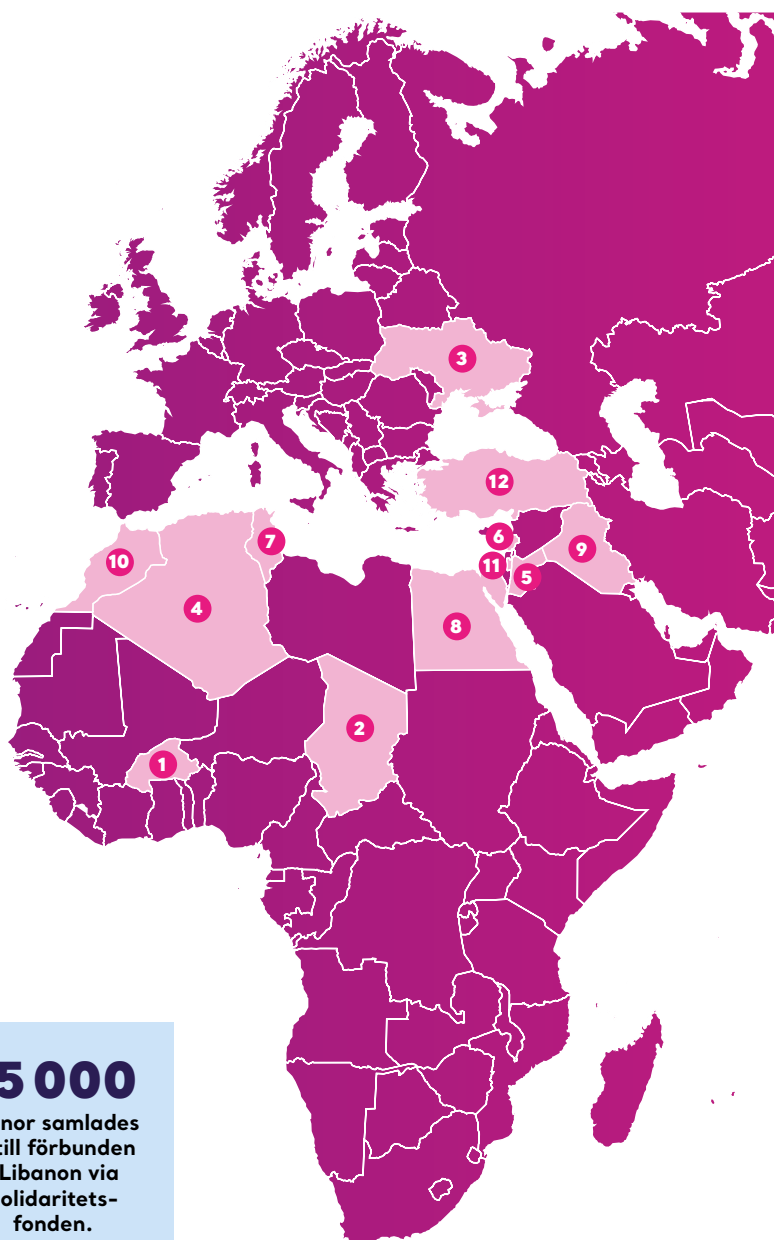 3
12
6
7
9
10
11
5
4
8
2
1
5 000
nor samlades
till förbunden
Libanon via
olidaritets-
fonden.